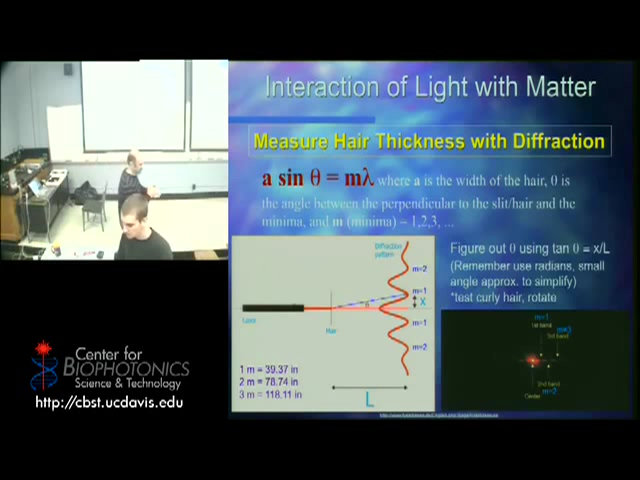 Interaction of Light with Matter
Measure Hair Thickness with Diffraction
a sin θ = mλ where a is the width of the hair, θ is
the angle between the perpendicular to the slit/hair and the
minima, and m (minima) = 1,2,3, ...
Diffraction
pattern
m=2
m=1
x
θ
Laser
Hair
m=1
m=2
1 m = 39.37 in
2 m = 78.74 in
3 m = 118.11 in
L
Figure out θ using tan θ = x/L
(Remember use radians, small
angle approx. to simplify)
*test curly hair, rotate
m=1
1st band
m=3
3rd band
2nd band
m=2
Center
Center for
BIOPHOTONICS
Science & Technology
http://cbst.ucdavis.edu